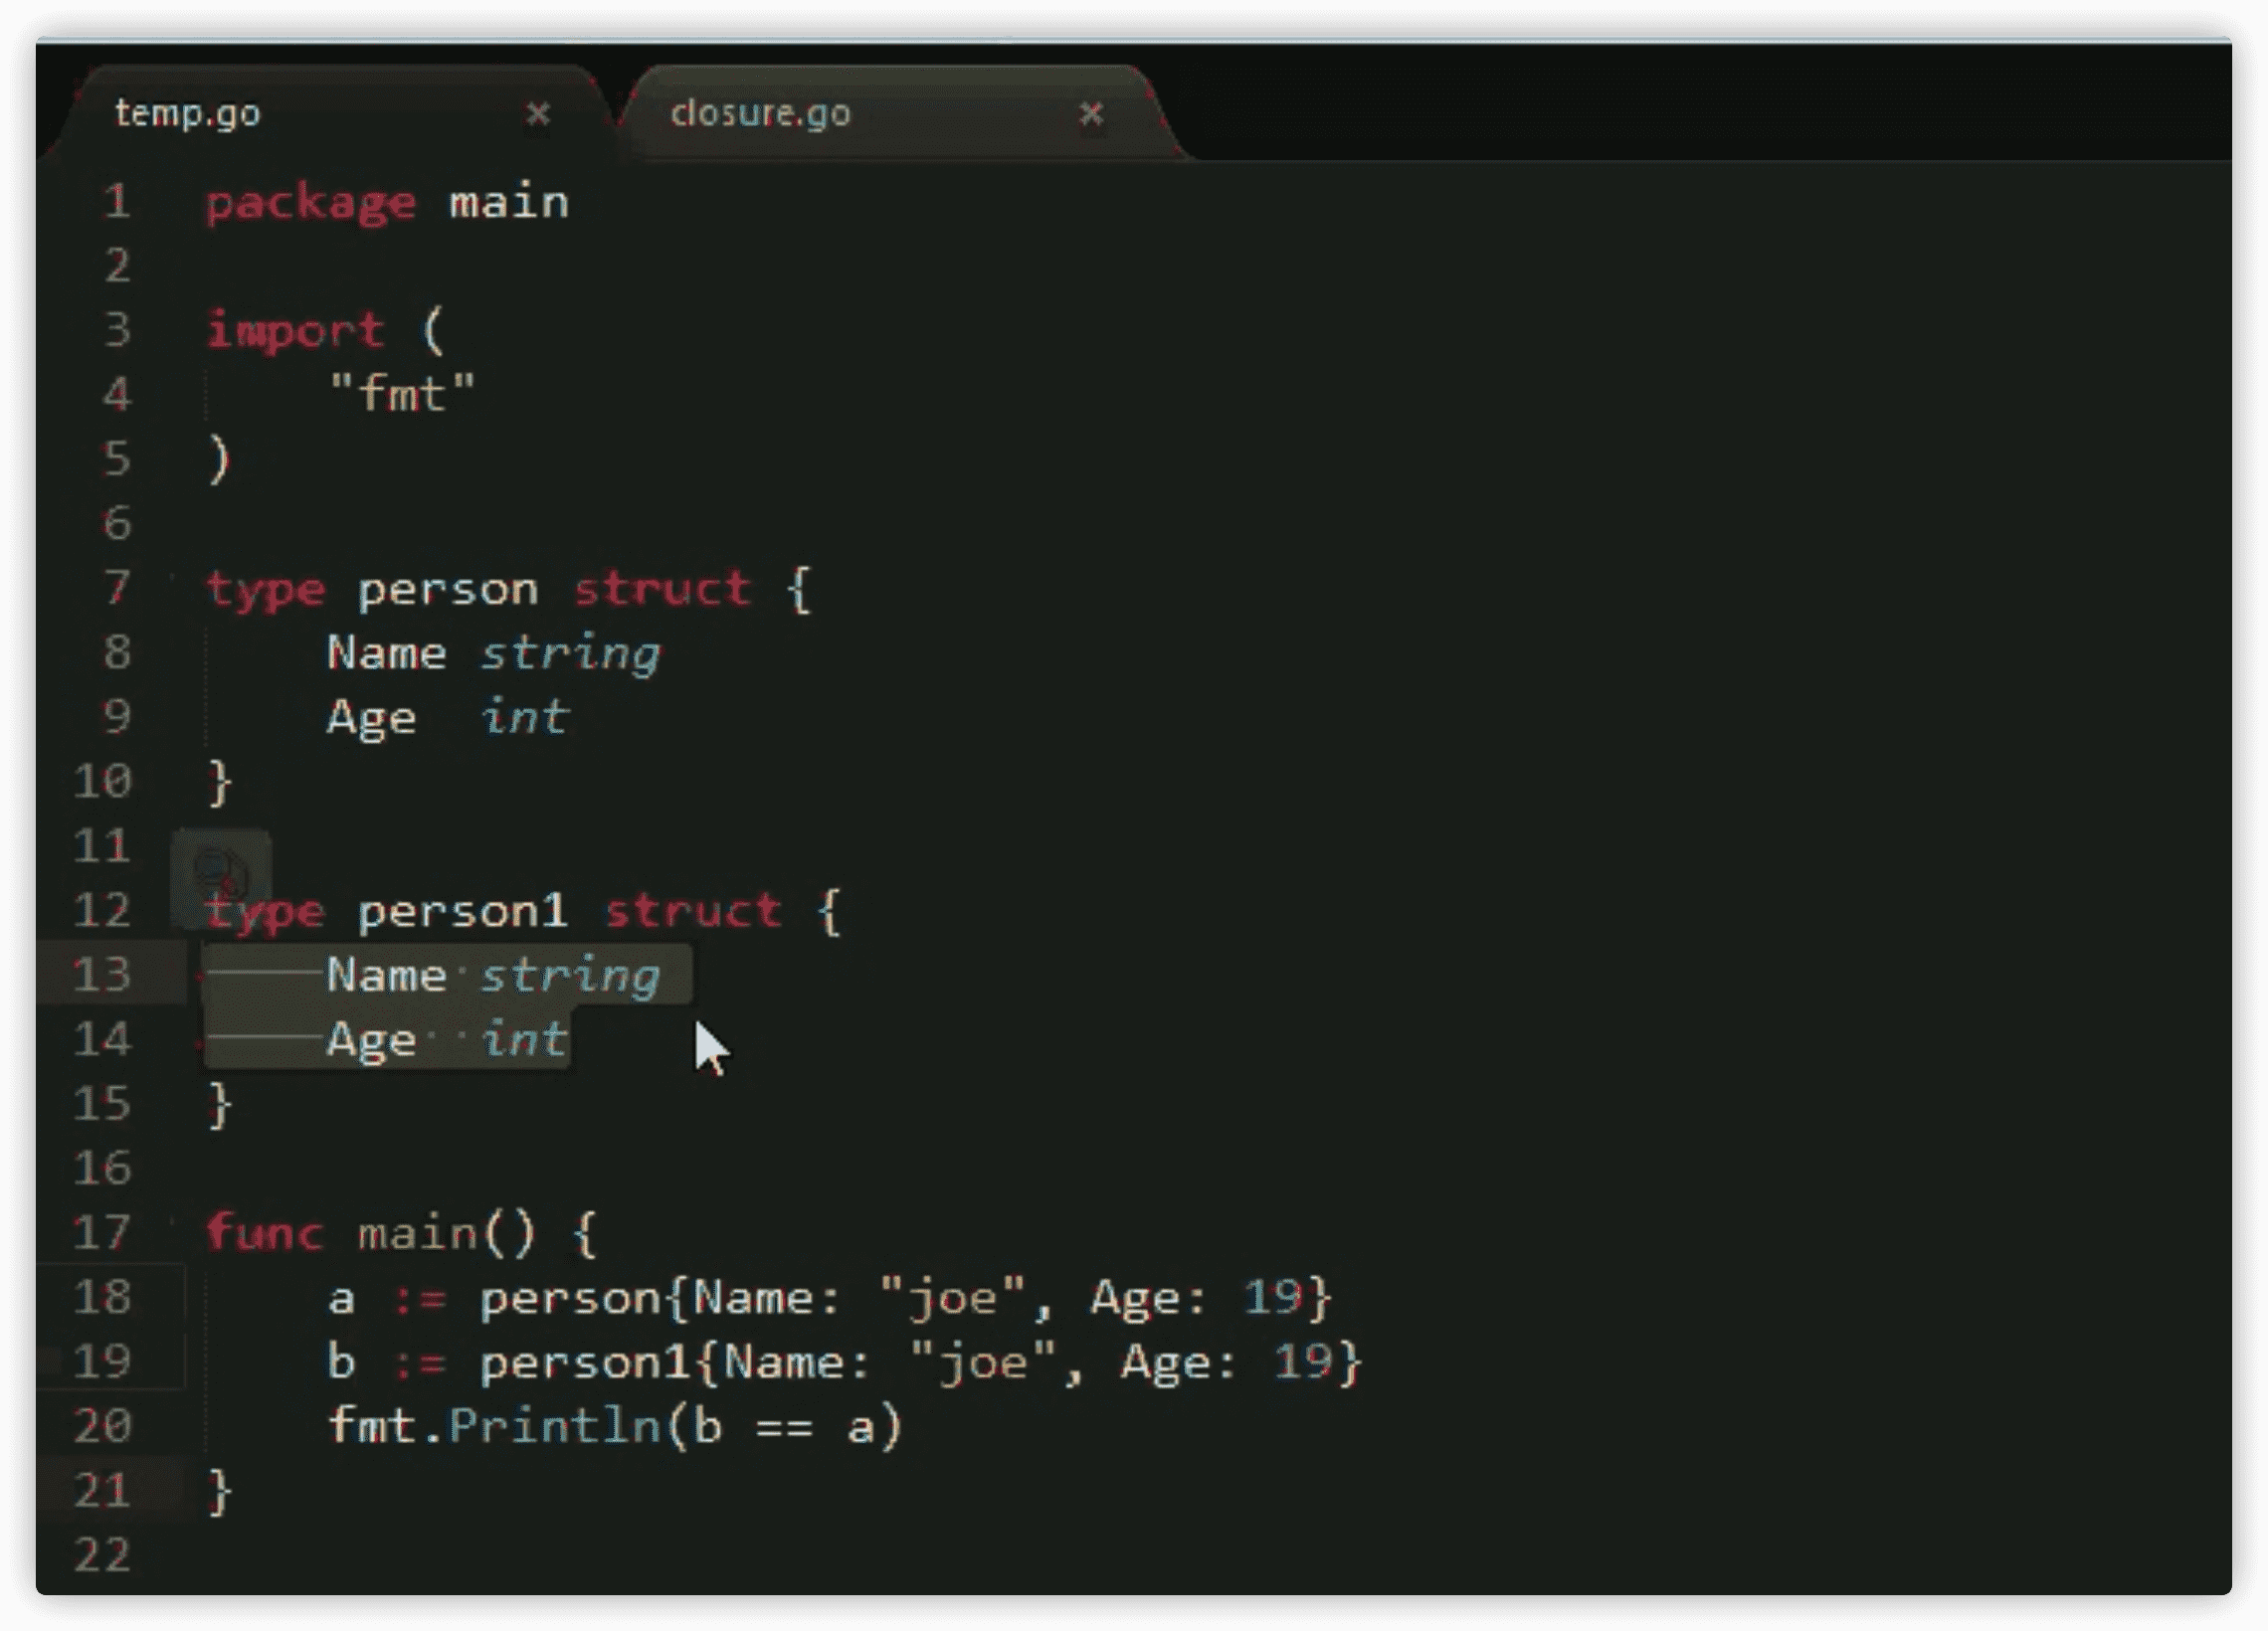 temp.go × closure.go ×
1 package main
2
3 import (
4     "fmt"
5 )
6
7 type person struct {
8     Name string
9     Age  int
10 }
11
12 type person1 struct {
13     Name string
14     Age  int
15 }
16
17 func main() {
18     a := person{Name: "joe", Age: 19}
19     b := person1{Name: "joe", Age: 19}
20     fmt.Println(b == a)
21 }
22